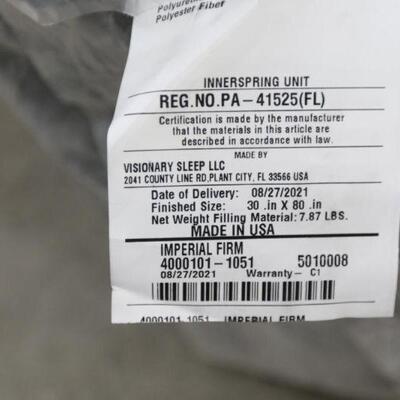 Polyester Fiber
INNERSPRING UNIT
REG.NO.PA-41525(FL)
Certification is made by the manufacturer
that the materials in this article are
described in accordance with law.
MADE BY
VISIONARY SLEEP LLC
2041 COUNTY LINE RD,PLANT CITY, FL 33566 USA
Date of Delivery: 08/27/2021
Finished Size: 30 .in X 80 .in
Net Weight Filling Material: 7.87 LBS.
MADE IN USA
IMPERIAL FIRM
4000101-1051 5010008
08/27/2021 Warranty- C1
4000101-1051 IMPERIAL FIRM